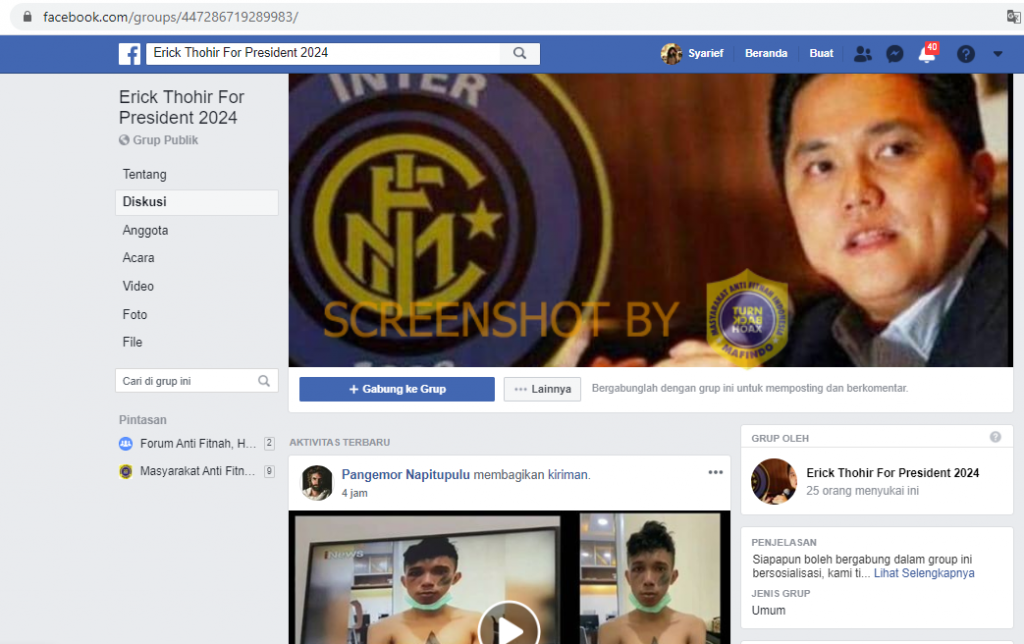 facebook.com/groups/447286719289983/
Erick Thohir For President 2024
Syarief
Beranda
Buat
40
Erick Thohir For
President 2024
Grup Publik
Tentang
Diskusi
Anggota
Acara
Video
Foto
File
Cari di grup ini
Pintasan
Forum Anti Fitnah, H... 2
Masyarakat Anti Fitn... 9
INTER
SCREENSHOT BY
MASYARAKAT ANTI FITNAH INDONESIA
TURN
BACK
HOAX
MAFINDO
+ Gabung ke Grup
••• Lainnya
Bergabunglah dengan grup ini untuk memposting dan berkomentar.
AKTIVITAS TERBARU
Pangemor Napitupulu membagikan kiriman.
4 jam
iNews
GRUP OLEH
Erick Thohir For President 2024
25 orang menyukai ini
PENJELASAN
Siapapun boleh bergabung dalam group ini
bersosialisasi, kami ti... Lihat Selengkapnya
JENIS GRUP
Umum